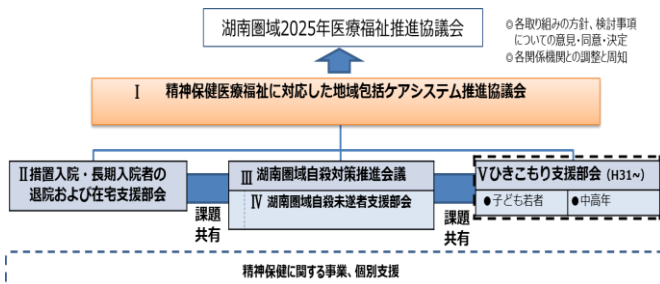 湖南圏域2025年医療福祉推進協議会
◎各取り組みの方針、検討事項
についての意見・同意・決定
◎各関係機関との調整と周知
Ⅰ 精神保健医療福祉に対応した地域包括ケアシステム推進協議会
Ⅱ措置入院・長期入院者の
退院および在宅支援部会
課題
共有
Ⅲ 湖南圏域自殺対策推進会議
Ⅳ 湖南圏域自殺未遂者支援部会
課題
共有
Ⅴひきこもり支援部会 (H31~)
●子ども若者
●中高年
精神保健に関する事業、個別支援